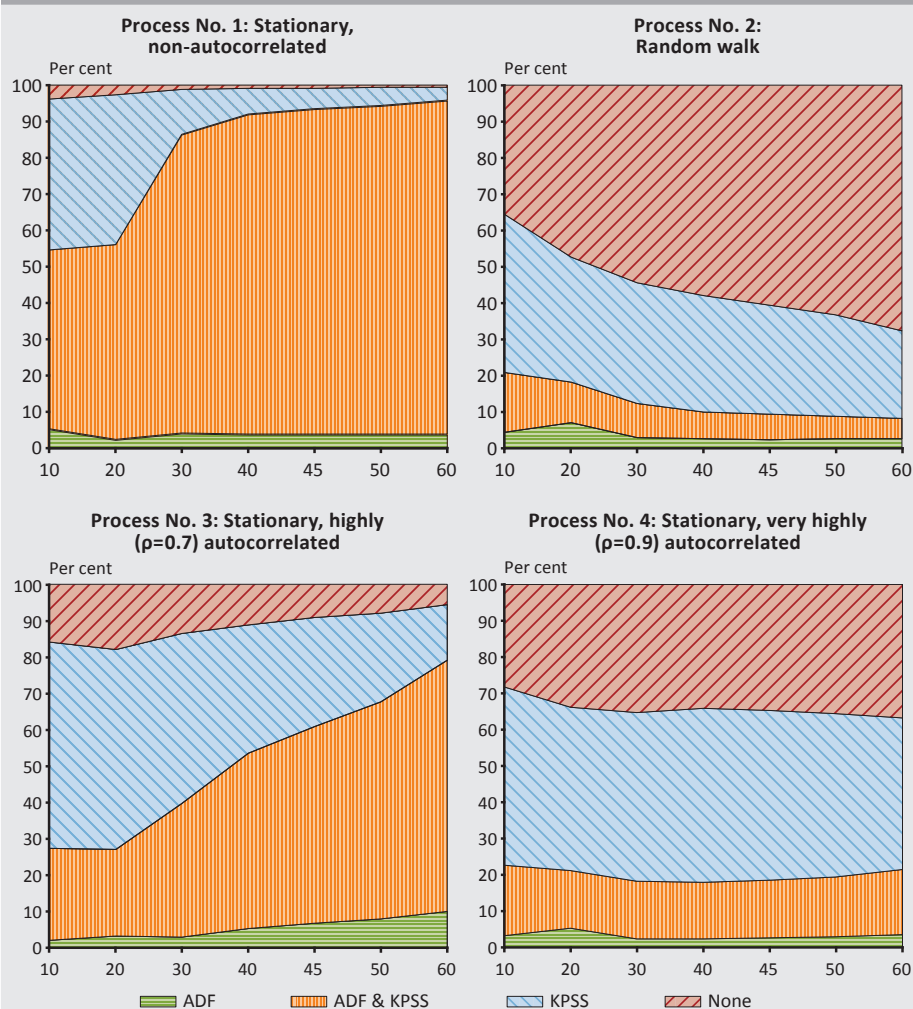 Process No. 1: Stationary,
non-autocorrelated
Per cent
100
90
80
70
60
50
40
30
20
10
0
10 20 30 40 45 50 60
Process No. 2:
Random walk
Per cent
100
90
80
70
60
50
40
30
20
10
0
10 20 30 40 45 50 60
Process No. 3: Stationary, highly
(ρ=0.7) autocorrelated
Per cent
100
90
80
70
60
50
40
30
20
10
0
10 20 30 40 45 50 60
Process No. 4: Stationary, very highly
(ρ=0.9) autocorrelated
Per cent
100
90
80
70
60
50
40
30
20
10
0
10 20 30 40 45 50 60
ADF ADF & KPSS KPSS None